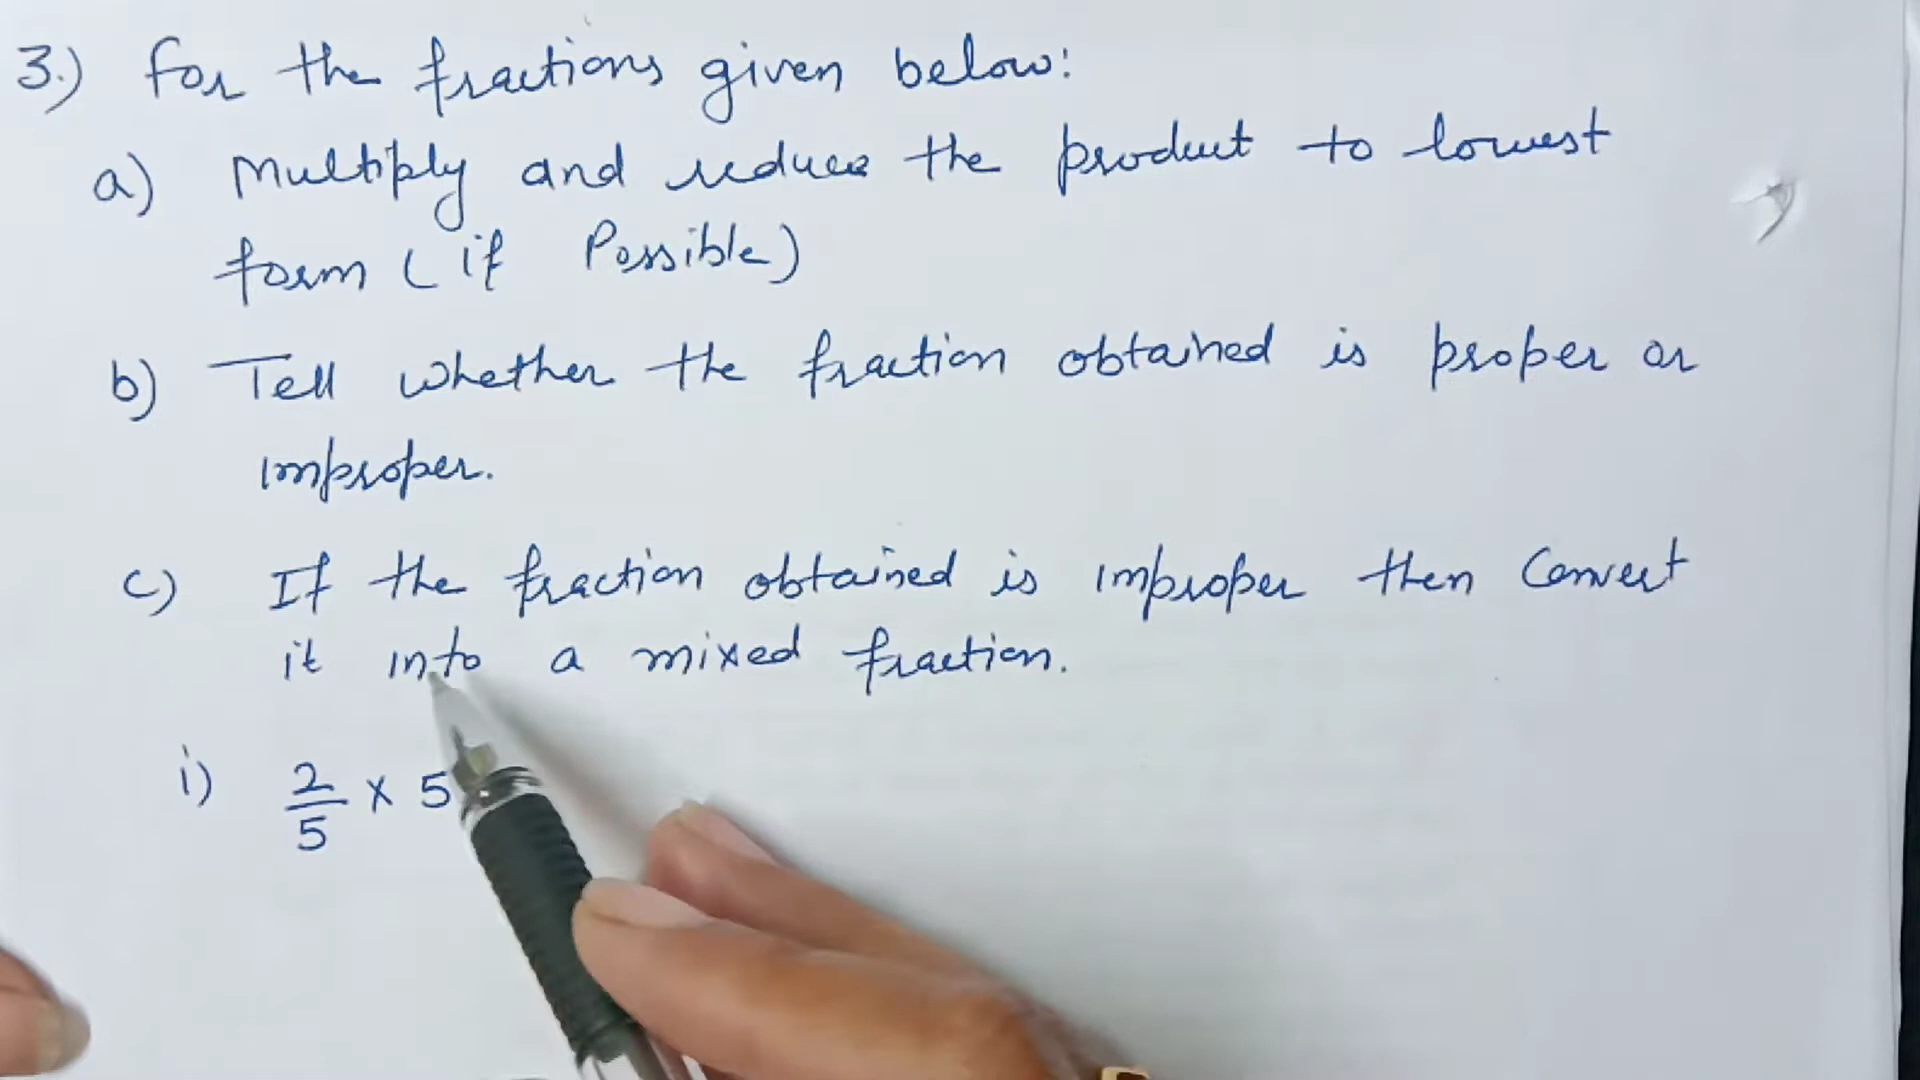 3.) For the fractions given below:
a) Multiply and reduce the product to lowest
form (if Possible)
b) Tell whether the fraction obtained is proper or
improper.
c) If the fraction obtained is improper then Convert
it into a mixed fraction.
i) 2/5 × 5